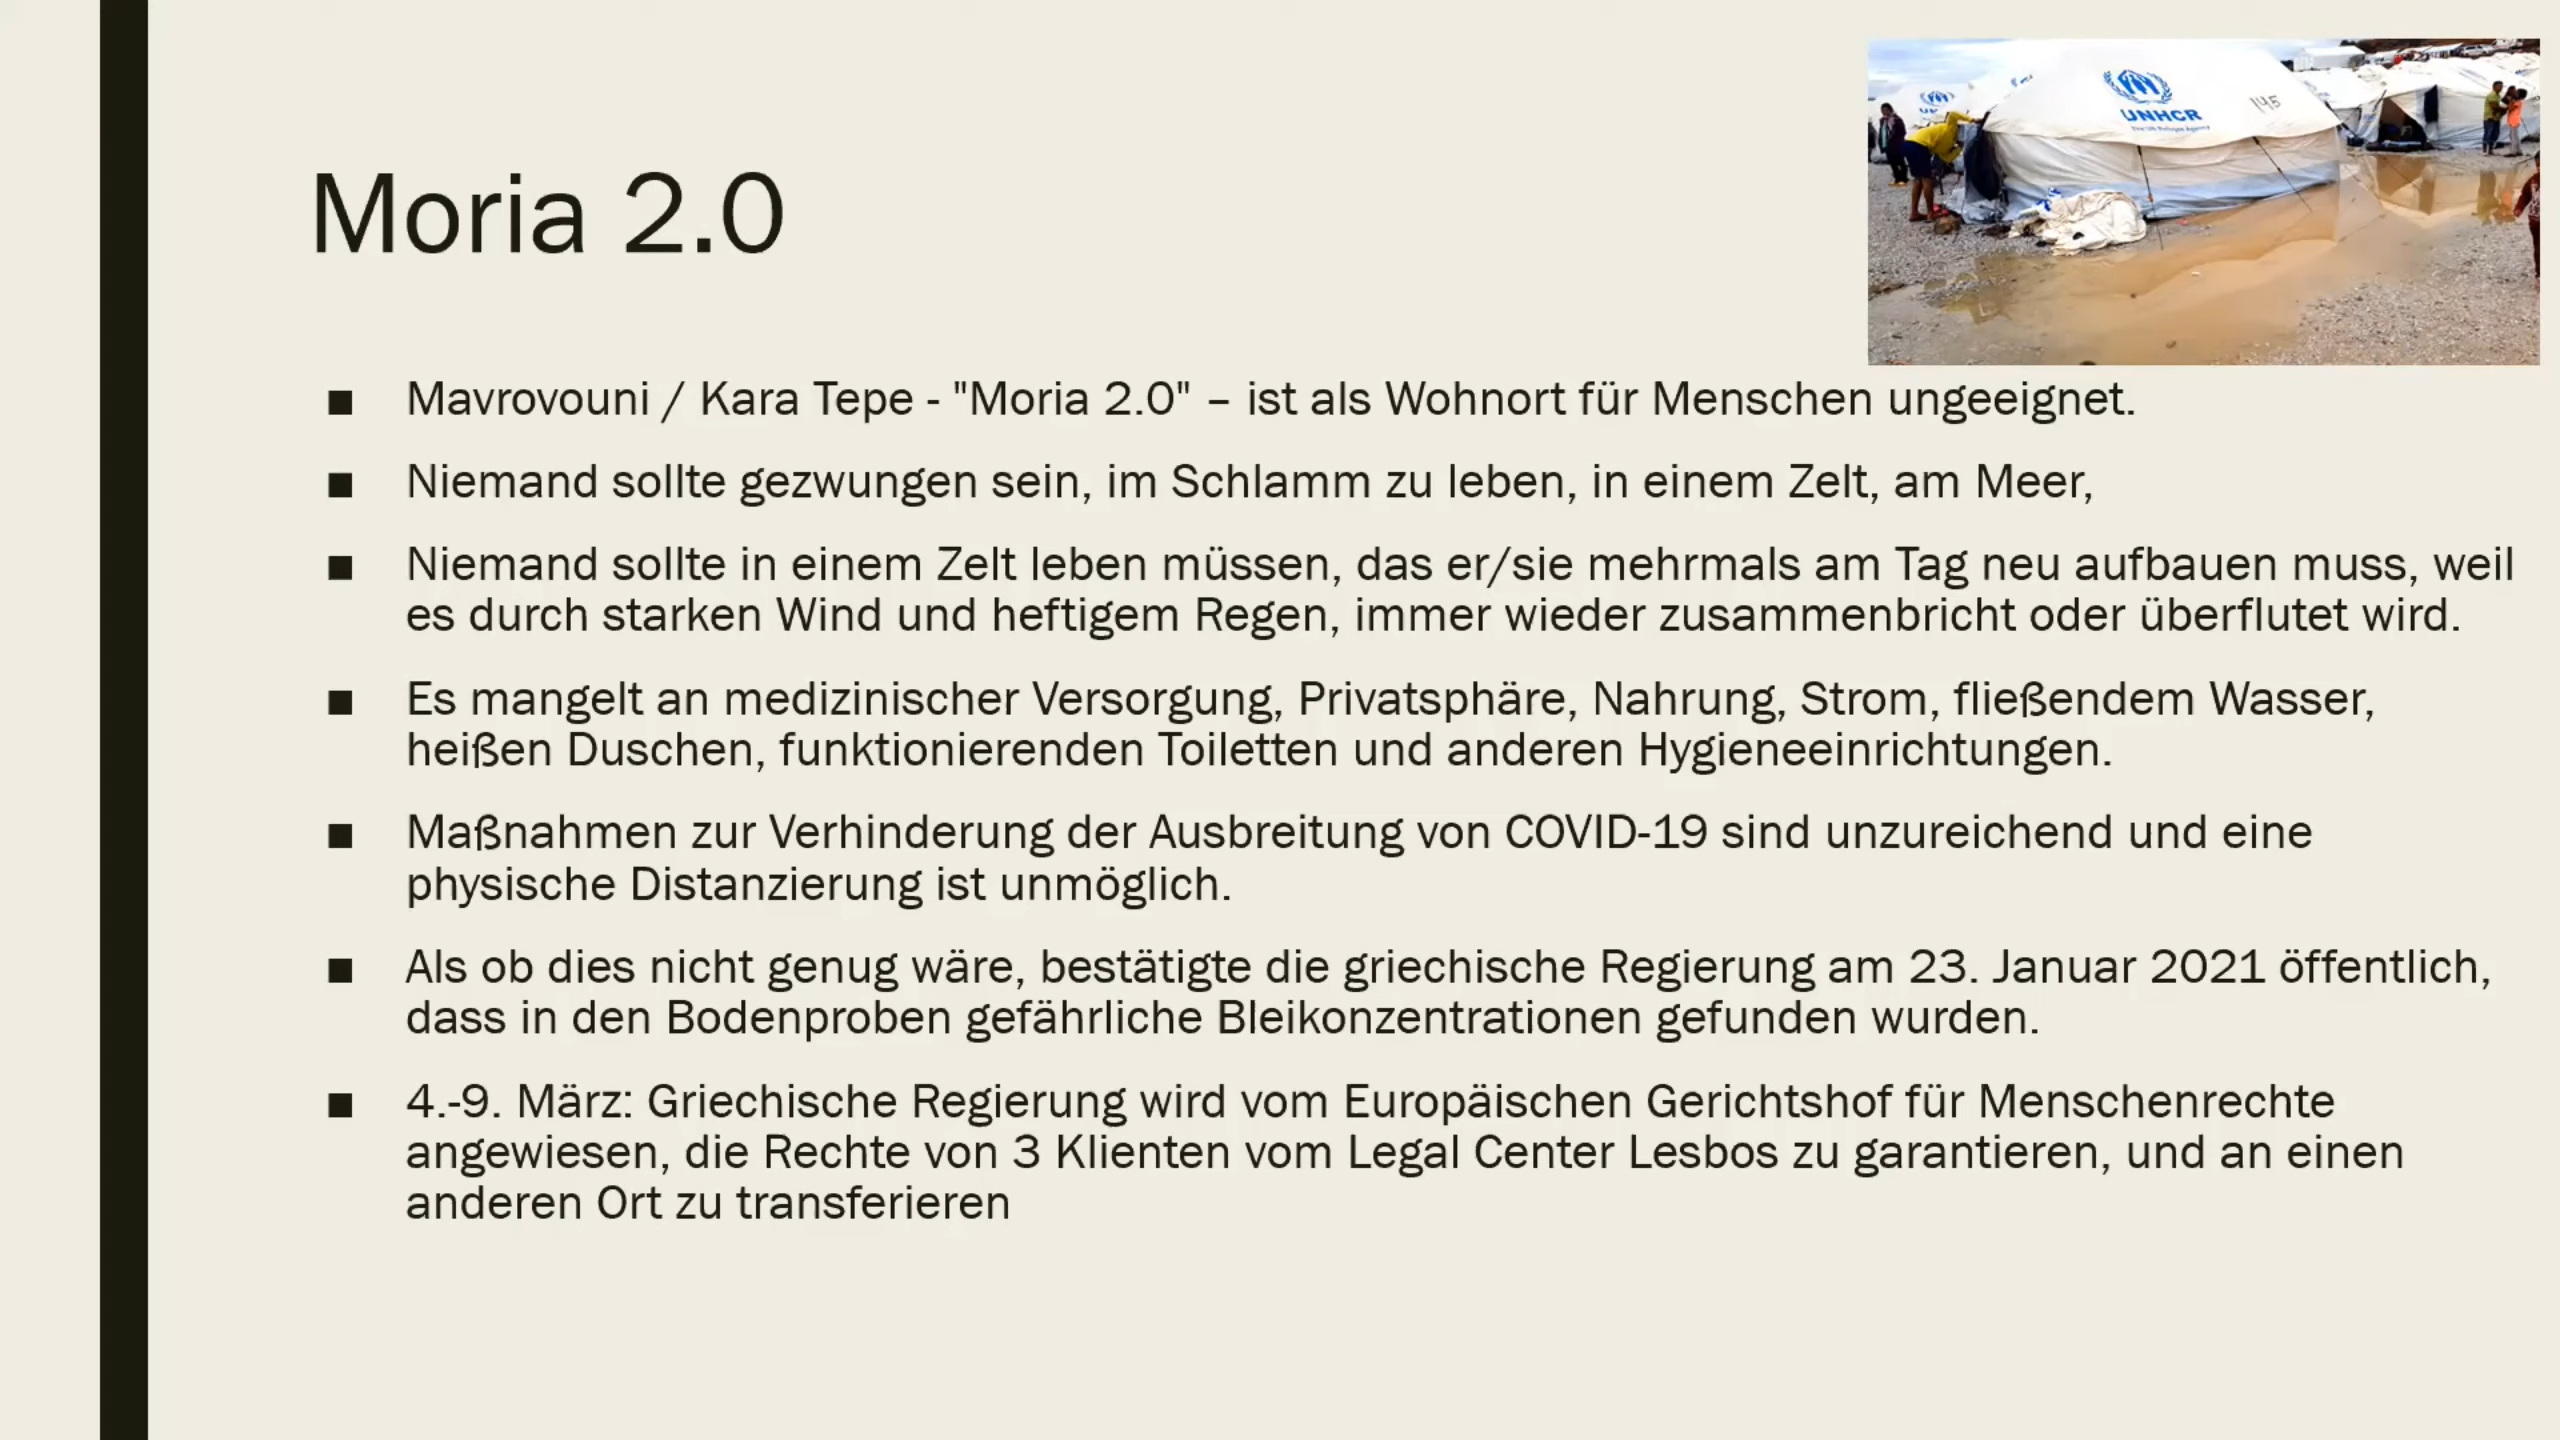 UNHCR
The UN Refugee Agency
145
Moria 2.0
■ Mavrovouni / Kara Tepe - "Moria 2.0" – ist als Wohnort für Menschen ungeeignet.
■ Niemand sollte gezwungen sein, im Schlamm zu leben, in einem Zelt, am Meer,
■ Niemand sollte in einem Zelt leben müssen, das er/sie mehrmals am Tag neu aufbauen muss, weil
es durch starken Wind und heftigem Regen, immer wieder zusammenbricht oder überflutet wird.
■ Es mangelt an medizinischer Versorgung, Privatsphäre, Nahrung, Strom, fließendem Wasser,
heißen Duschen, funktionierenden Toiletten und anderen Hygieneeinrichtungen.
■ Maßnahmen zur Verhinderung der Ausbreitung von COVID-19 sind unzureichend und eine
physische Distanzierung ist unmöglich.
■ Als ob dies nicht genug wäre, bestätigte die griechische Regierung am 23. Januar 2021 öffentlich,
dass in den Bodenproben gefährliche Bleikonzentrationen gefunden wurden.
■ 4.-9. März: Griechische Regierung wird vom Europäischen Gerichtshof für Menschenrechte
angewiesen, die Rechte von 3 Klienten vom Legal Center Lesbos zu garantieren, und an einen
anderen Ort zu transferieren